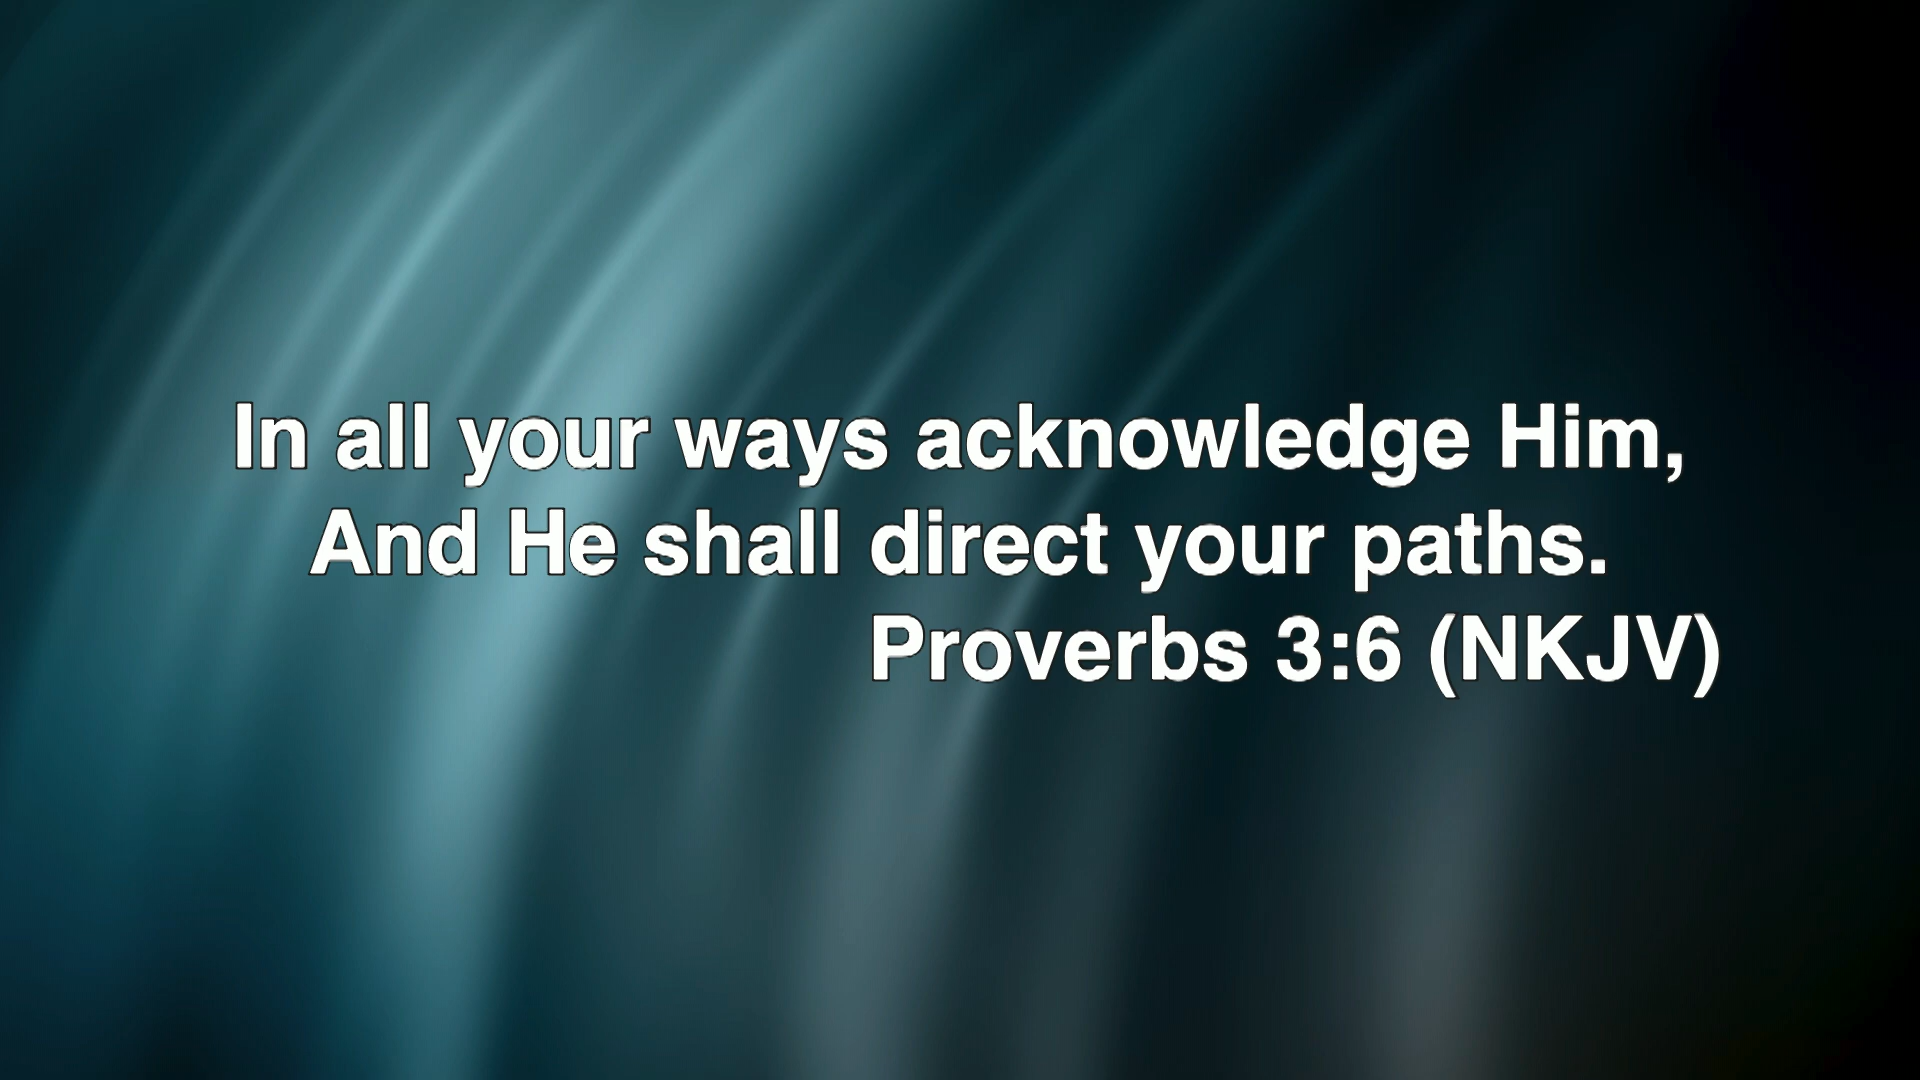 In all your ways acknowledge Him,
And He shall direct your paths.
Proverbs 3:6 (NKJV)